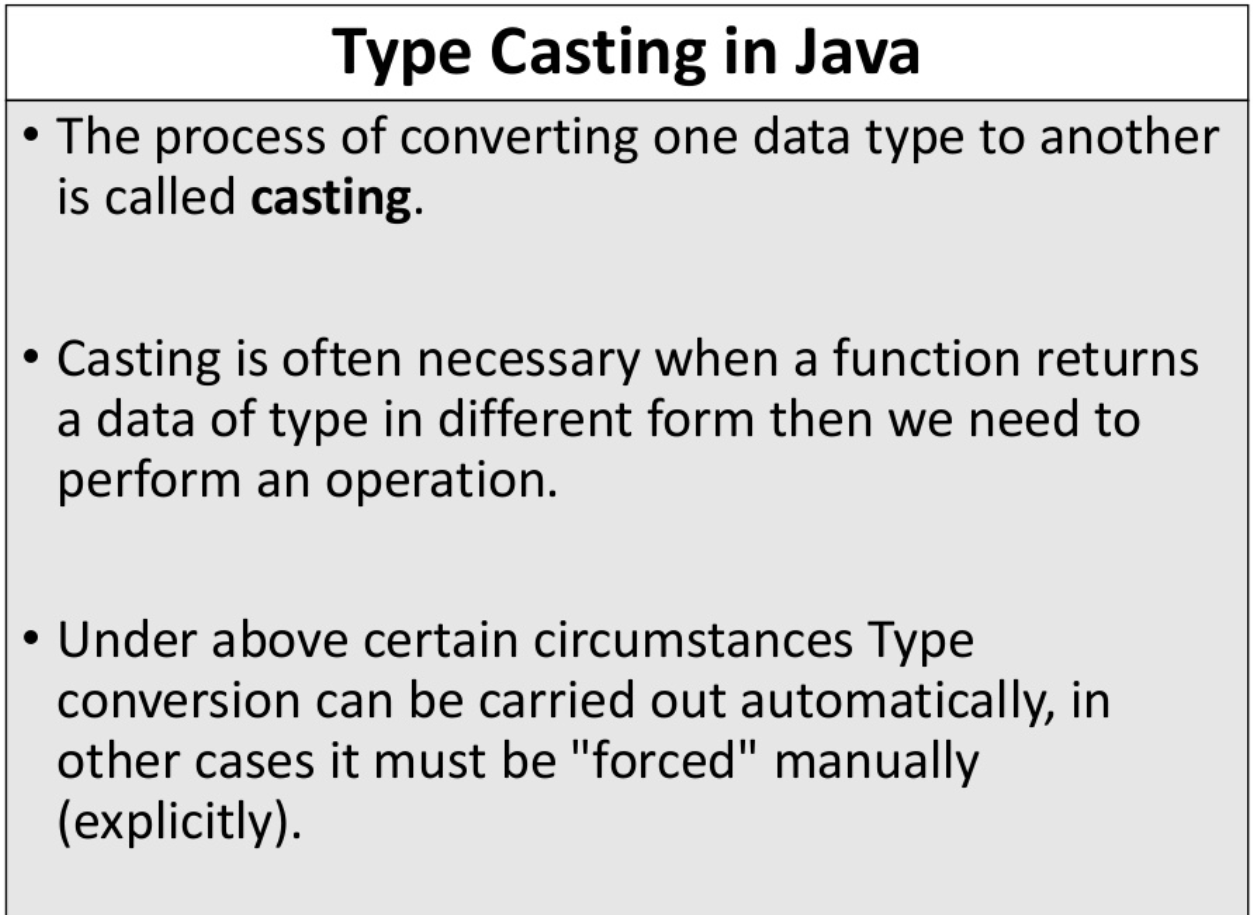 Type Casting in Java
• The process of converting one data type to another
is called casting.
• Casting is often necessary when a function returns
a data of type in different form then we need to
perform an operation.
• Under above certain circumstances Type
conversion can be carried out automatically, in
other cases it must be "forced" manually
(explicitly).